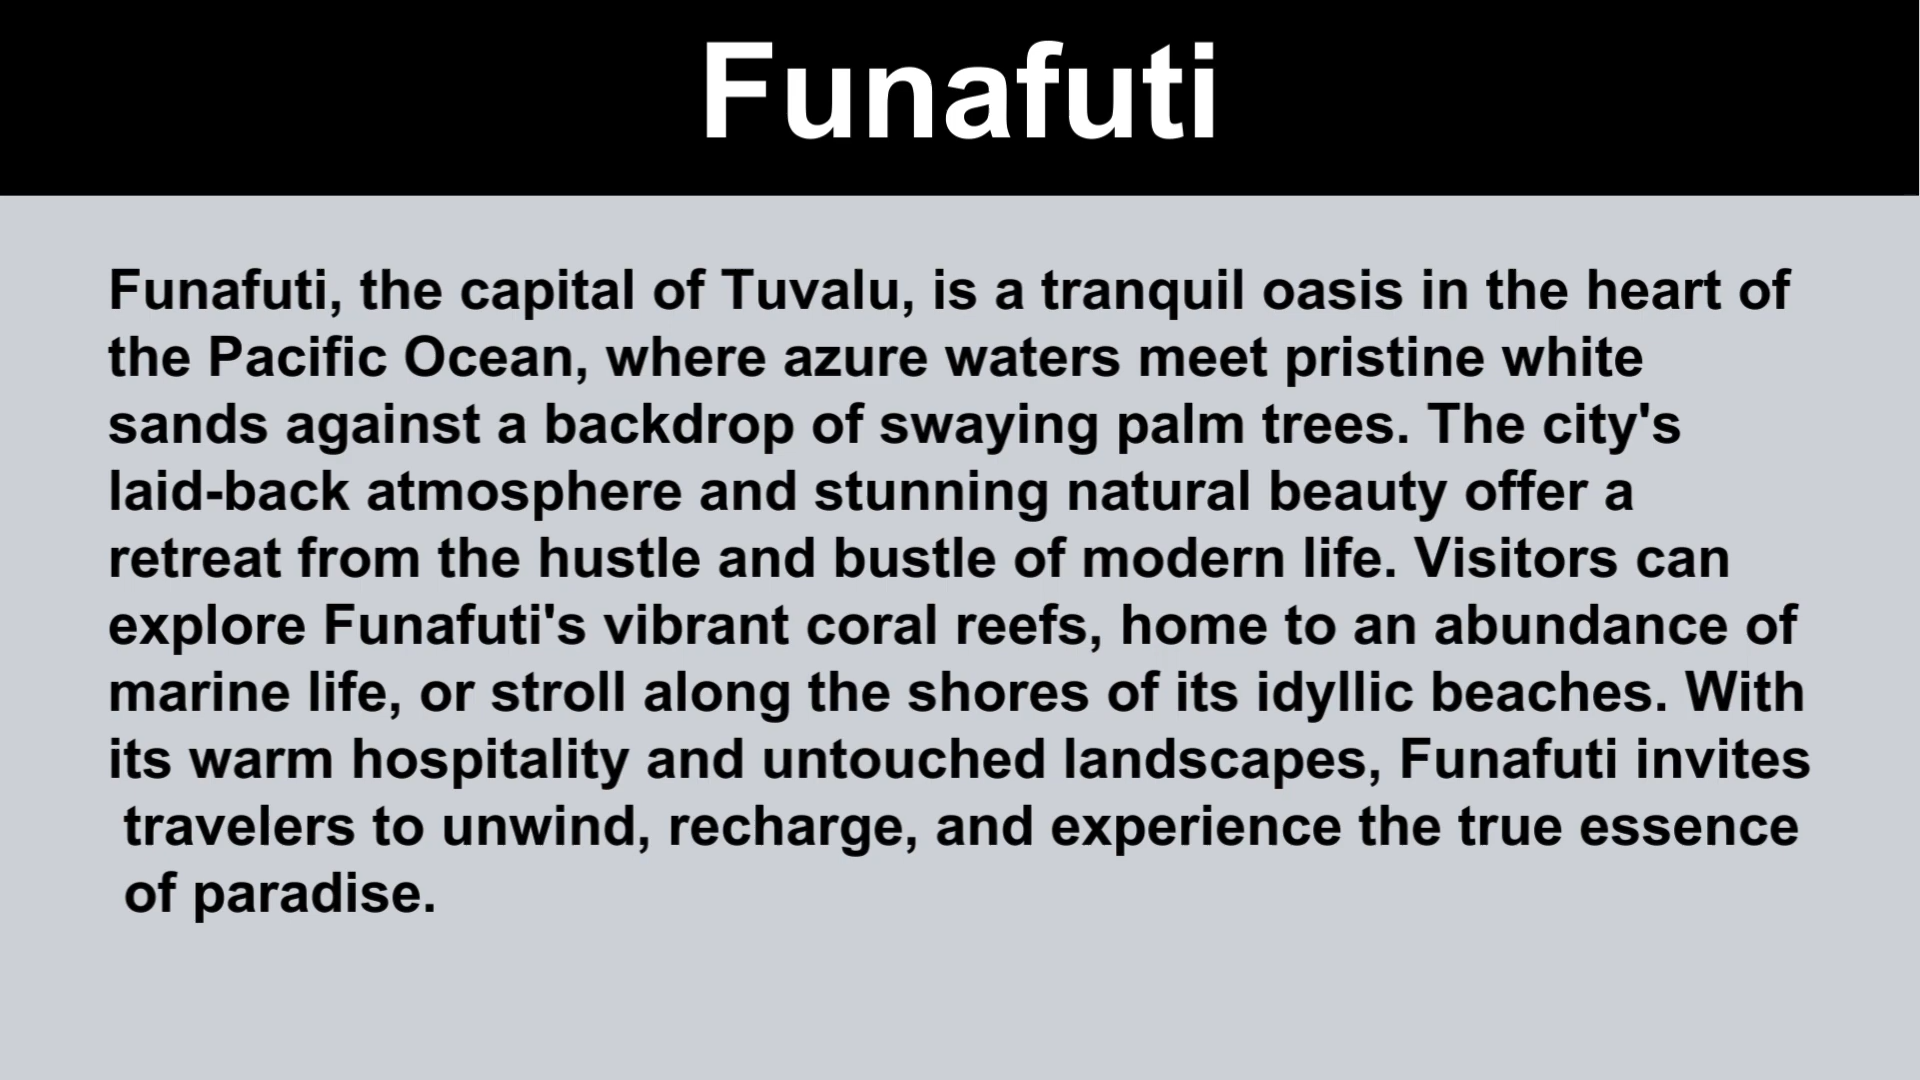 Funafuti
Funafuti, the capital of Tuvalu, is a tranquil oasis in the heart of
the Pacific Ocean, where azure waters meet pristine white
sands against a backdrop of swaying palm trees. The city's
laid-back atmosphere and stunning natural beauty offer a
retreat from the hustle and bustle of modern life. Visitors can
explore Funafuti's vibrant coral reefs, home to an abundance of
marine life, or stroll along the shores of its idyllic beaches. With
its warm hospitality and untouched landscapes, Funafuti invites
travelers to unwind, recharge, and experience the true essence
of paradise.